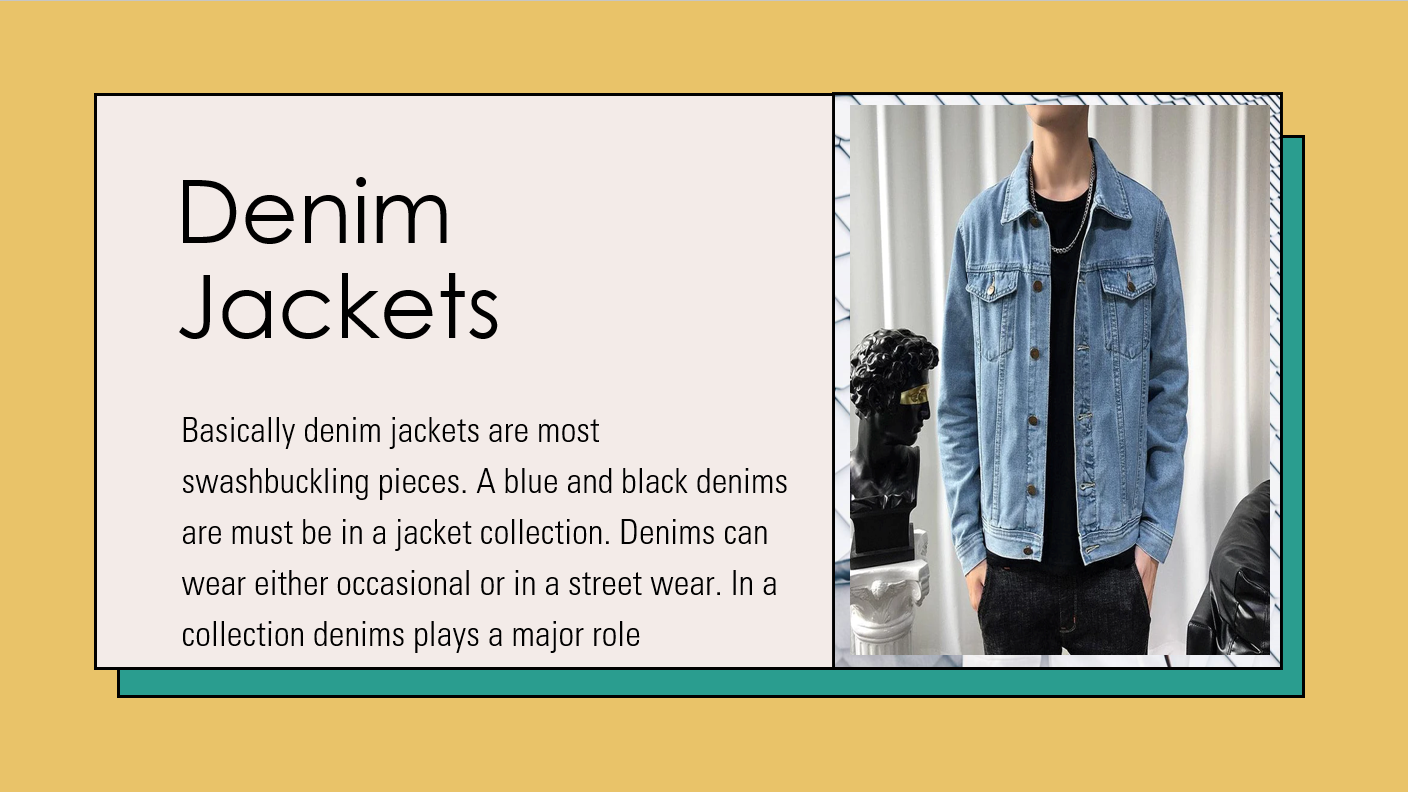 Denim
Jackets
Basically denim jackets are most
swashbuckling pieces. A blue and black denims
are must be in a jacket collection. Denims can
wear either occasional or in a street wear. In a
collection denims plays a major role